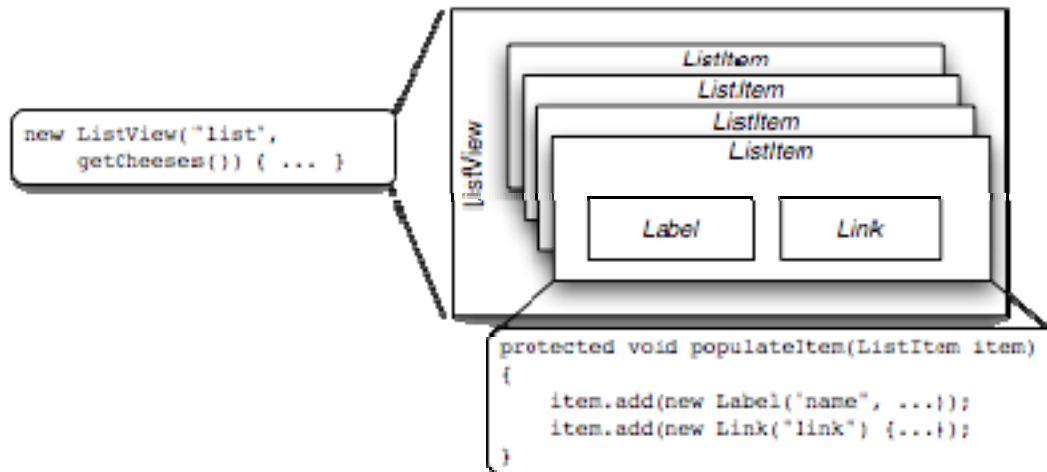 new ListView("list",
getCheeses()) { ... }
ListView
ListItem
ListItem
ListItem
ListItem
Label
Link
protected void populateItem(ListItem item)
{
item.add(new Label("name", ...));
item.add(new Link("link") {...});
}